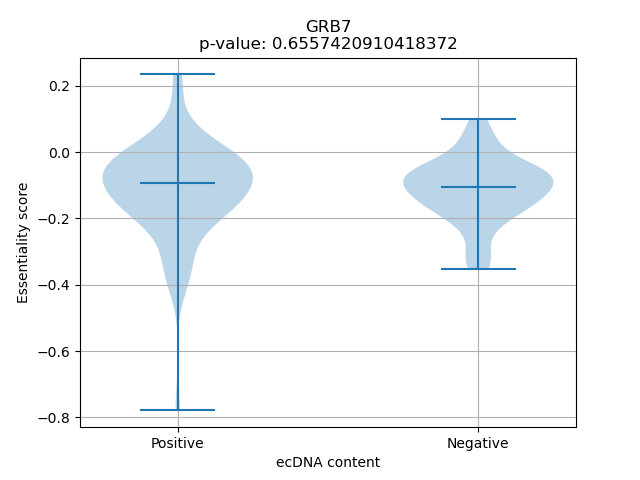 GRB7
p-value: 0.6557420910418372
0.2
0.0
−0.2
−0.4
−0.6
−0.8
Essentiality score
Positive
Negative
ecDNA content